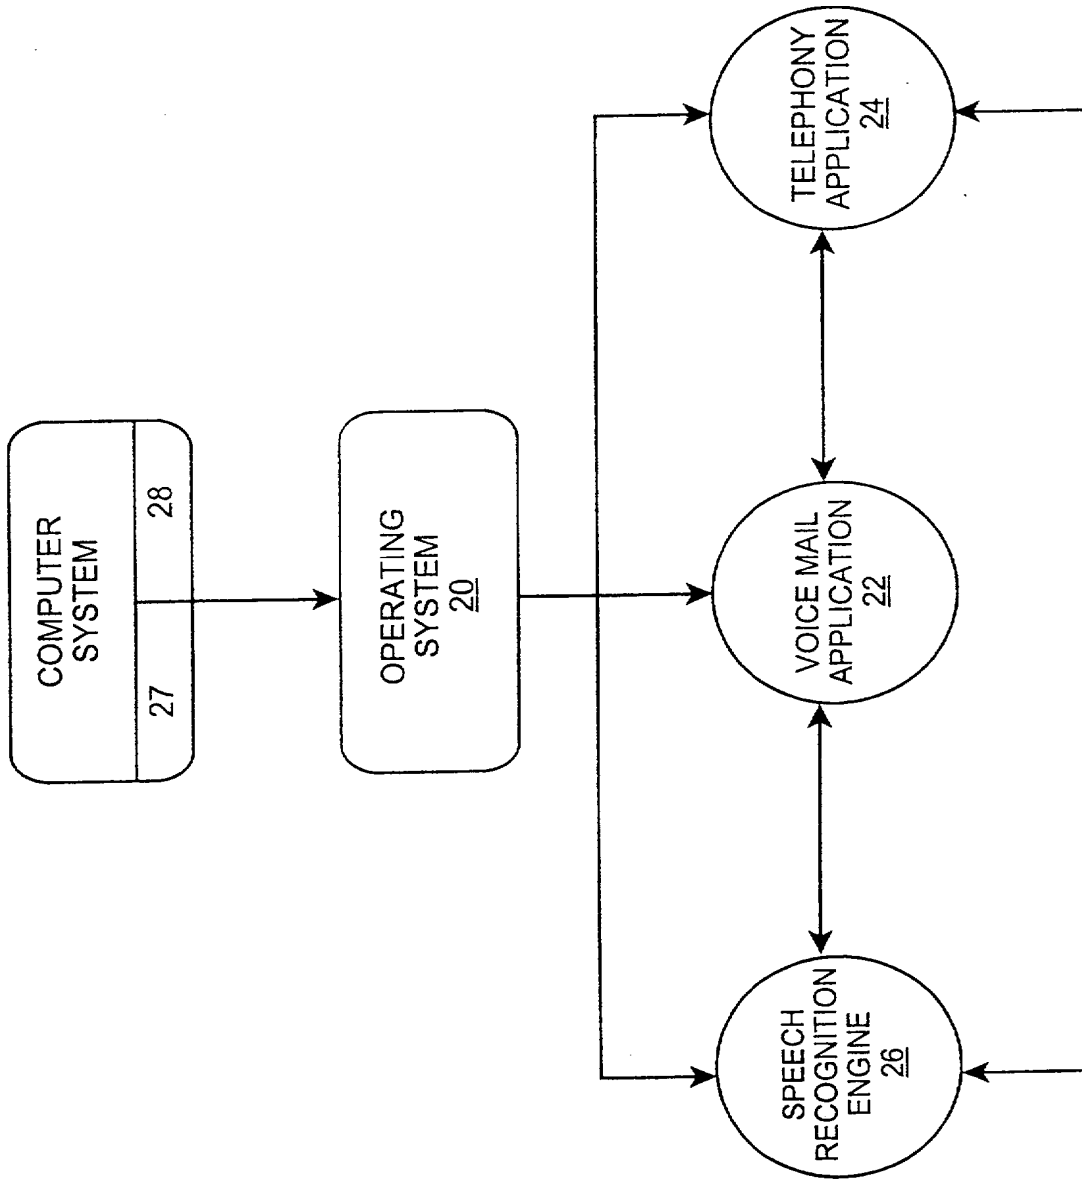 COMPUTER
SYSTEM
27
28
OPERATING
SYSTEM
20
SPEECH
RECOGNITION
ENGINE
26
VOICE MAIL
APPLICATION
22
TELEPHONY
APPLICATION
24